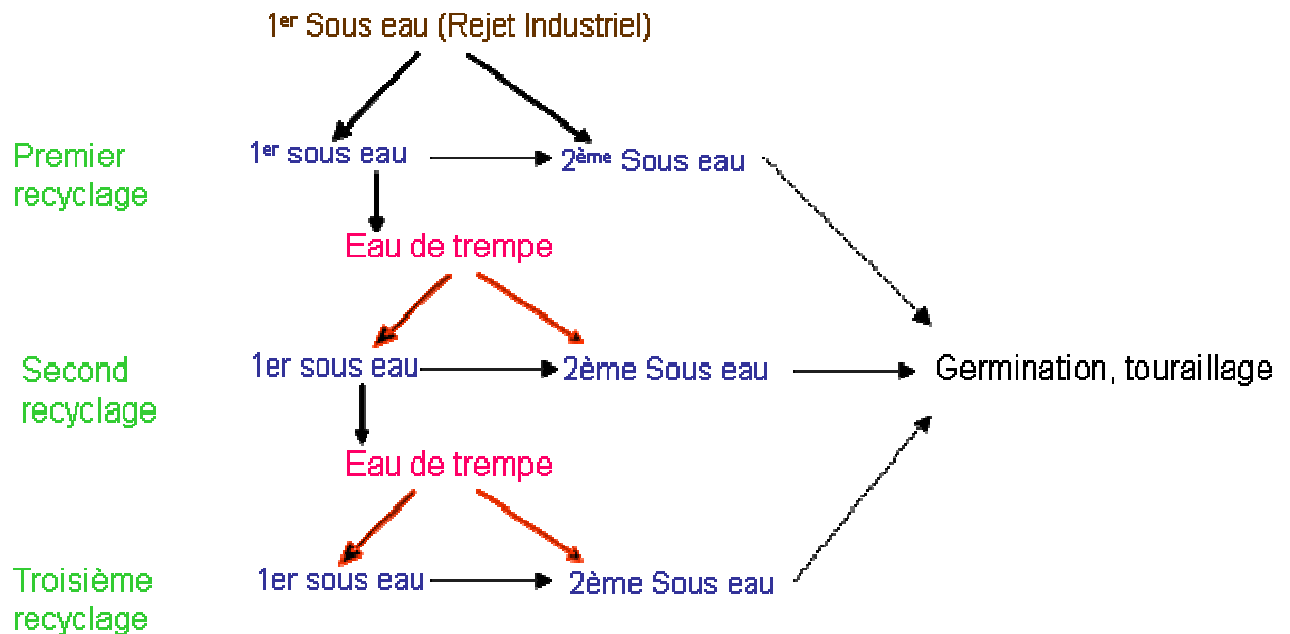 1er Sous eau (Rejet Industriel)
Premier
recyclage
1er sous eau
2ème Sous eau
Eau de trempe
Second
recyclage
1er sous eau
2ème Sous eau
Germination, touraillage
Eau de trempe
Troisième
recyclage
1er sous eau
2ème Sous eau